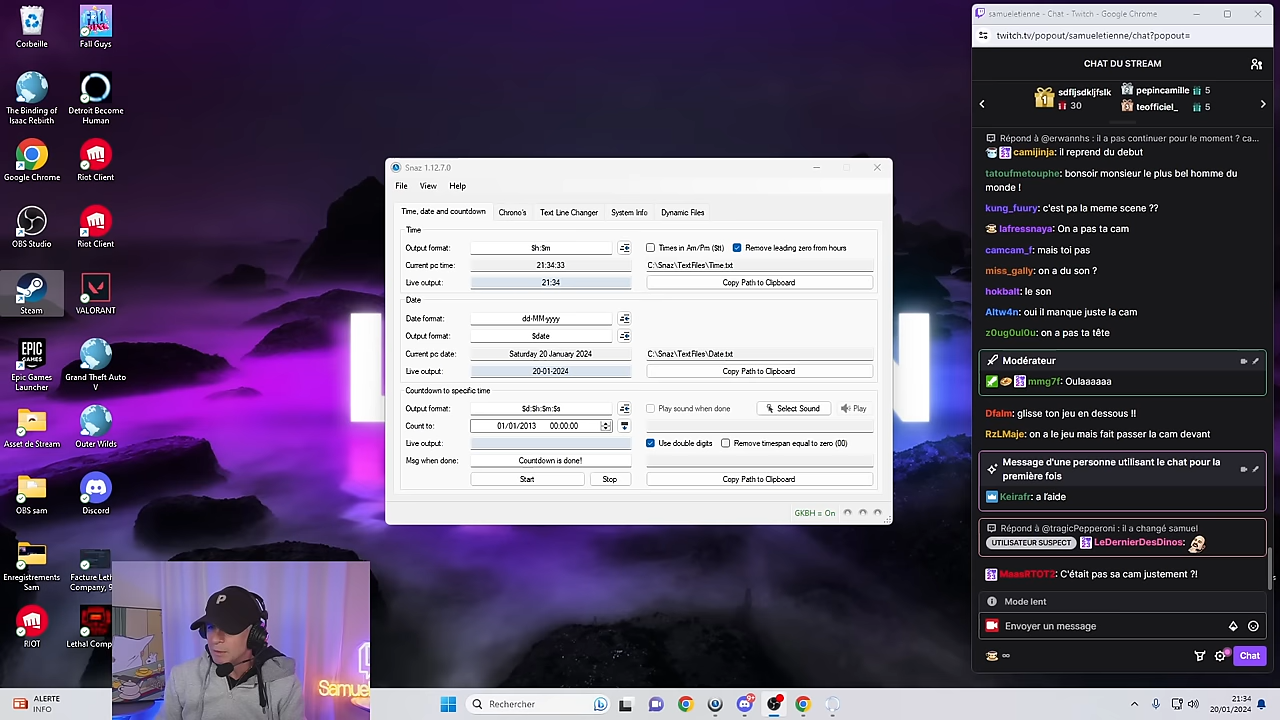 Corbeille
Fall Guys
The Binding of
Isaac Rebirth
Detroit Become
Human
Google Chrome
Riot Client
OBS Studio
Riot Client
Steam
VALORANT
Epic Games
Launcher
Grand Theft Auto
V
Asset de Stream
Outer Wilds
OBS sam
Discord
Enregistrements
Sam
Facture Leth
Company, S
RIOT
Lethal Comp
ALERTE
INFO
Snaz 1.12.7.0
File View Help
Time, date and countdown Chrono's Text Line Changer System Info Dynamic Files
Time
Output format: $h:$m Times in Am/Pm ($tt) Remove leading zero from hours
Current pc time: 21:34:33 C:\Snaz\TextFiles\Time.txt
Live output: 21:34 Copy Path to Clipboard
Date
Date format: dd-MM-yyyy
Output format: $date
Current pc date: Saturday 20 January 2024 C:\Snaz\TextFiles\Date.txt
Live output: 20-01-2024 Copy Path to Clipboard
Countdown to specific time
Output format: $d:$h:$m:$s Play sound when done Select Sound Play
Count to: 01/01/2013 00:00:00
Live output: Use double digits Remove timespan equal to zero (00)
Msg when done: Countdown is done!
Start Stop Copy Path to Clipboard
GKBH = On
samueletienne - Chat - Twitch - Google Chrome
twitch.tv/popout/samueletienne/chat?popout=
CHAT DU STREAM
1 sdfljsdkljfslk 30
pepincamille 5
teofficiel_ 5
Répond à @erwannhs : il a pas continuer pour le moment ? ca...
camijinja: il reprend du debut
tatoufmetouphe: bonsoir monsieur le plus bel homme du
monde !
kung_fuury: c'est pa la meme scene ??
lafressnaya: On a pas ta cam
camcam_f: mais toi pas
miss_gally: on a du son ?
hokbalt: le son
Altw4n: oui il manque juste la cam
z0ug0ul0u: on a pas ta tête
Modérateur
mmg7f: Oulaaaaaa
Dfalm: glisse ton jeu en dessous !!
RzLMaje: on a le jeu mais fait passer la cam devant
Message d'une personne utilisant le chat pour la
première fois
Keirafr: a l'aide
Répond à @tragicPepperoni : il a changé samuel
UTILISATEUR SUSPECT LeDernierDesDinos:
MaasRTOT2: C'était pas sa cam justement ?!
Mode lent
Envoyer un message
Chat
P
Samuel
Rechercher
9+
21:34
20/01/2024